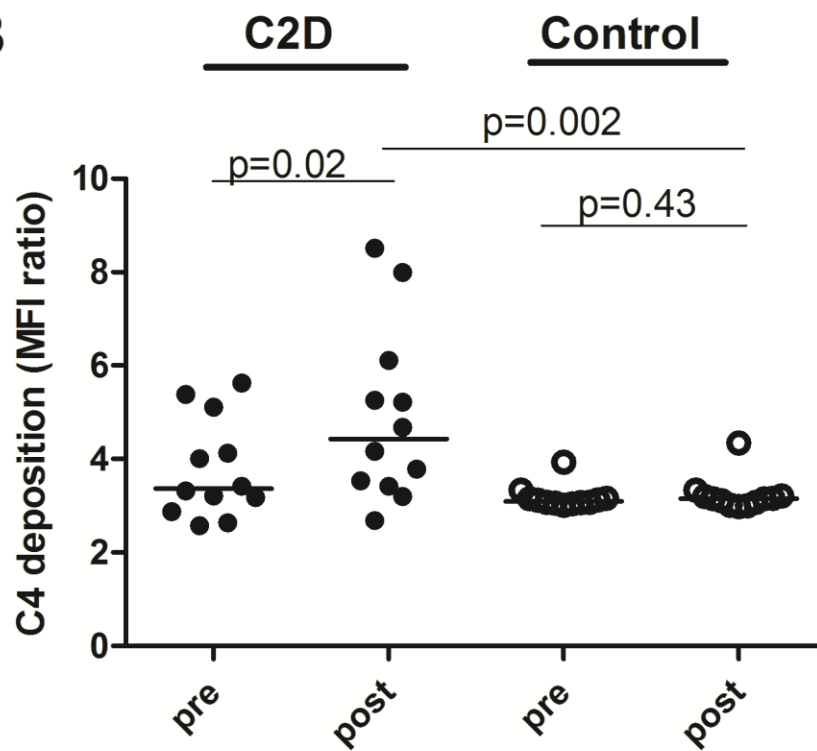 C2D Control
p=0.002
p=0.02
p=0.43
C4 deposition (MFI ratio)
10
8
6
4
2
0
pre post pre post